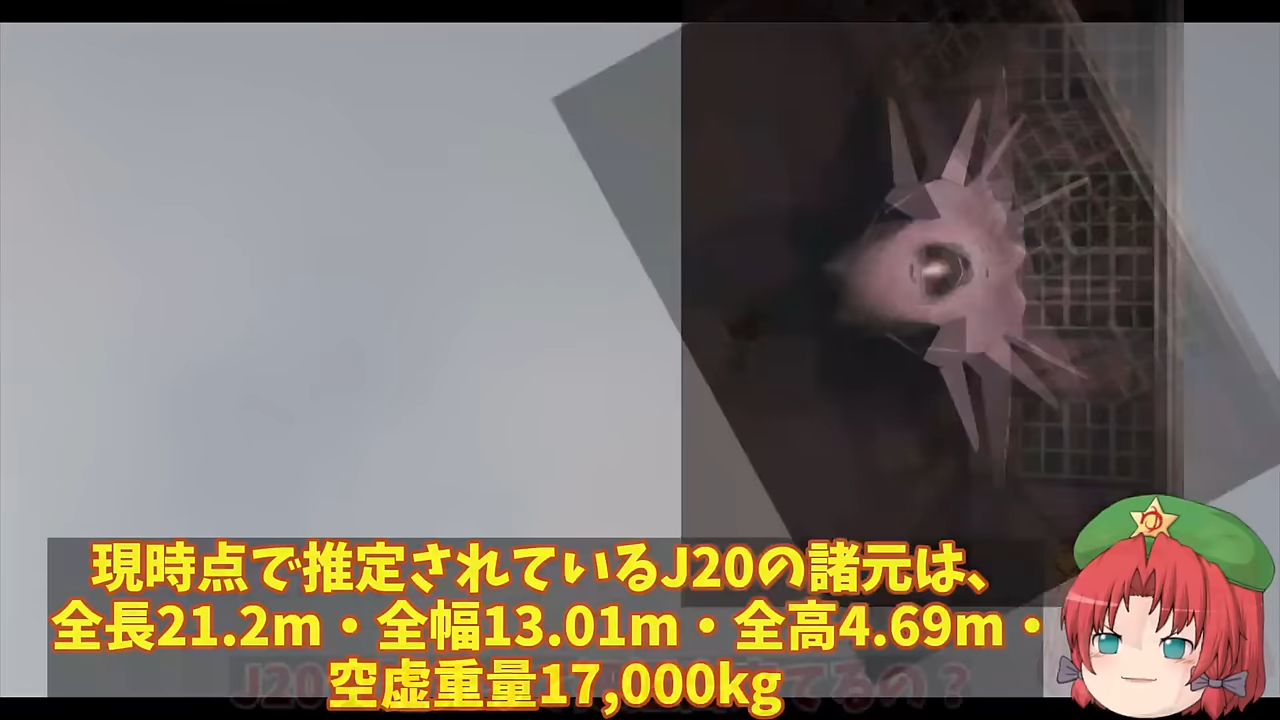 現時点で推定されているJ20の諸元は、
全長21.2m・全幅13.01m・全高4.69m・
空虚重量17,000kg